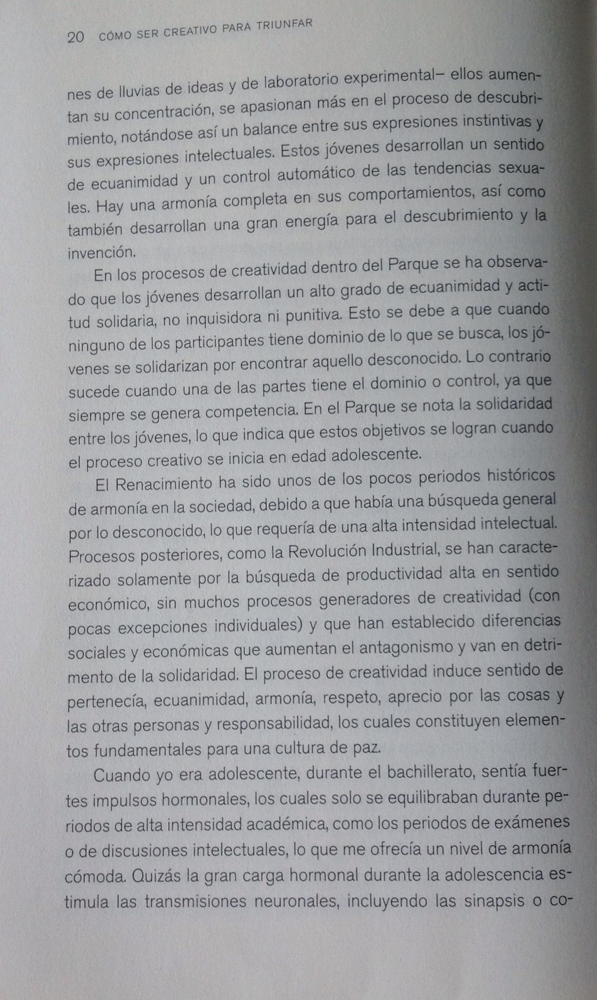 20 CÓMO SER CREATIVO PARA TRIUNFAR
nes de lluvias de ideas y de laboratorio experimental– ellos aumen-
tan su concentración, se apasionan más en el proceso de descubri-
miento, notándose así un balance entre sus expresiones instintivas y
sus expresiones intelectuales. Estos jóvenes desarrollan un sentido
de ecuanimidad y un control automático de las tendencias sexua-
les. Hay una armonía completa en sus comportamientos, así como
también desarrollan una gran energía para el descubrimiento y la
invención.
En los procesos de creatividad dentro del Parque se ha observa-
do que los jóvenes desarrollan un alto grado de ecuanimidad y acti-
tud solidaria, no inquisidora ni punitiva. Esto se debe a que cuando
ninguno de los participantes tiene dominio de lo que se busca, los jó-
venes se solidarizan por encontrar aquello desconocido. Lo contrario
sucede cuando una de las partes tiene el dominio o control, ya que
siempre se genera competencia. En el Parque se nota la solidaridad
entre los jóvenes, lo que indica que estos objetivos se logran cuando
el proceso creativo se inicia en edad adolescente.
El Renacimiento ha sido unos de los pocos periodos históricos
de armonía en la sociedad, debido a que había una búsqueda general
por lo desconocido, lo que requería de una alta intensidad intelectual.
Procesos posteriores, como la Revolución Industrial, se han caracte-
rizado solamente por la búsqueda de productividad alta en sentido
económico, sin muchos procesos generadores de creatividad (con
pocas excepciones individuales) y que han establecido diferencias
sociales y económicas que aumentan el antagonismo y van en detri-
mento de la solidaridad. El proceso de creatividad induce sentido de
pertenecía, ecuanimidad, armonía, respeto, aprecio por las cosas y
las otras personas y responsabilidad, los cuales constituyen elemen-
tos fundamentales para una cultura de paz.
Cuando yo era adolescente, durante el bachillerato, sentía fuer-
tes impulsos hormonales, los cuales solo se equilibraban durante pe-
riodos de alta intensidad académica, como los periodos de exámenes
o de discusiones intelectuales, lo que me ofrecía un nivel de armonía
cómoda. Quizás la gran carga hormonal durante la adolescencia es-
timula las transmisiones neuronales, incluyendo las sinapsis o co-